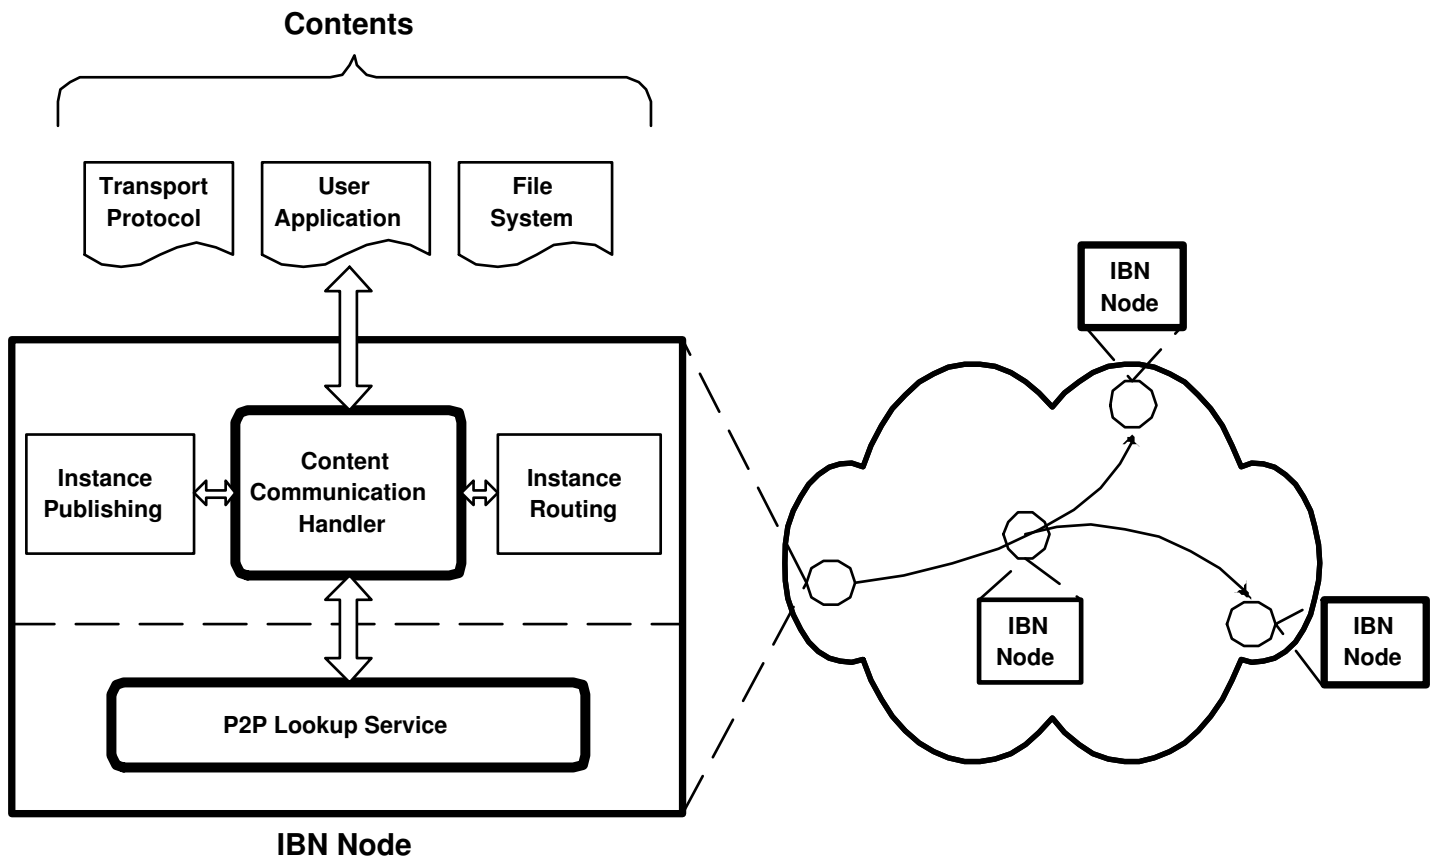 Contents
Transport
Protocol
User
Application
File
System
IBN
Node
Instance
Publishing
Content
Communication
Handler
Instance
Routing
IBN
Node
IBN
Node
P2P Lookup Service
IBN Node